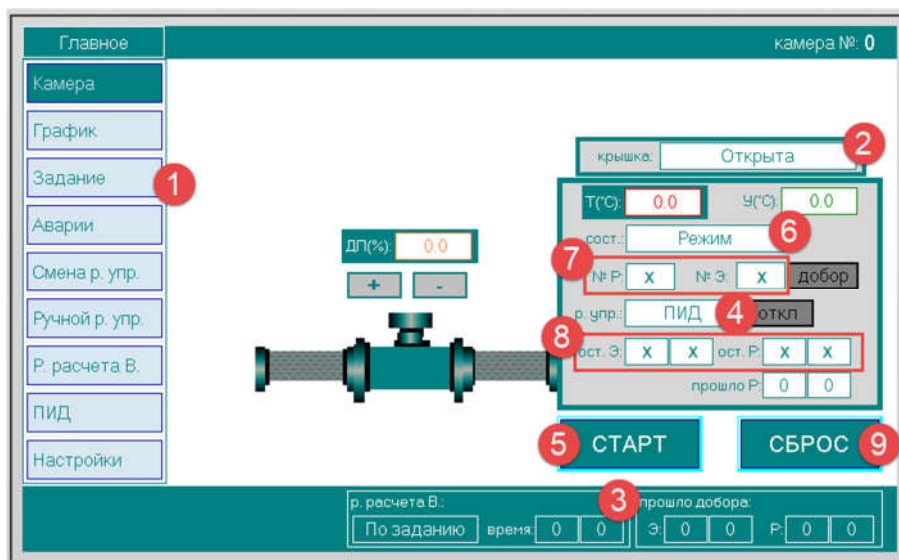 Главное
камера №: 0
Камера
График
Задание
Аварии
Смена р. упр.
Ручной р. упр.
Р. расчета В.
ПИД
Настройки
1
ДП(%): 0.0
+ -
крышка: Открыта
2
T(°C): 0.0 У(°C): 0.0
сост.: Режим
6
7
№ Р: x № Э: x добор
р. упр.: ПИД откл
4
8
ост. Э: x x ост. Р: x x
прошло Р: 0 0
5
СТАРТ
СБРОС
9
р. расчета В.: 3 прошло добора:
По заданию время: 0 0 Э: 0 0 Р: 0 0